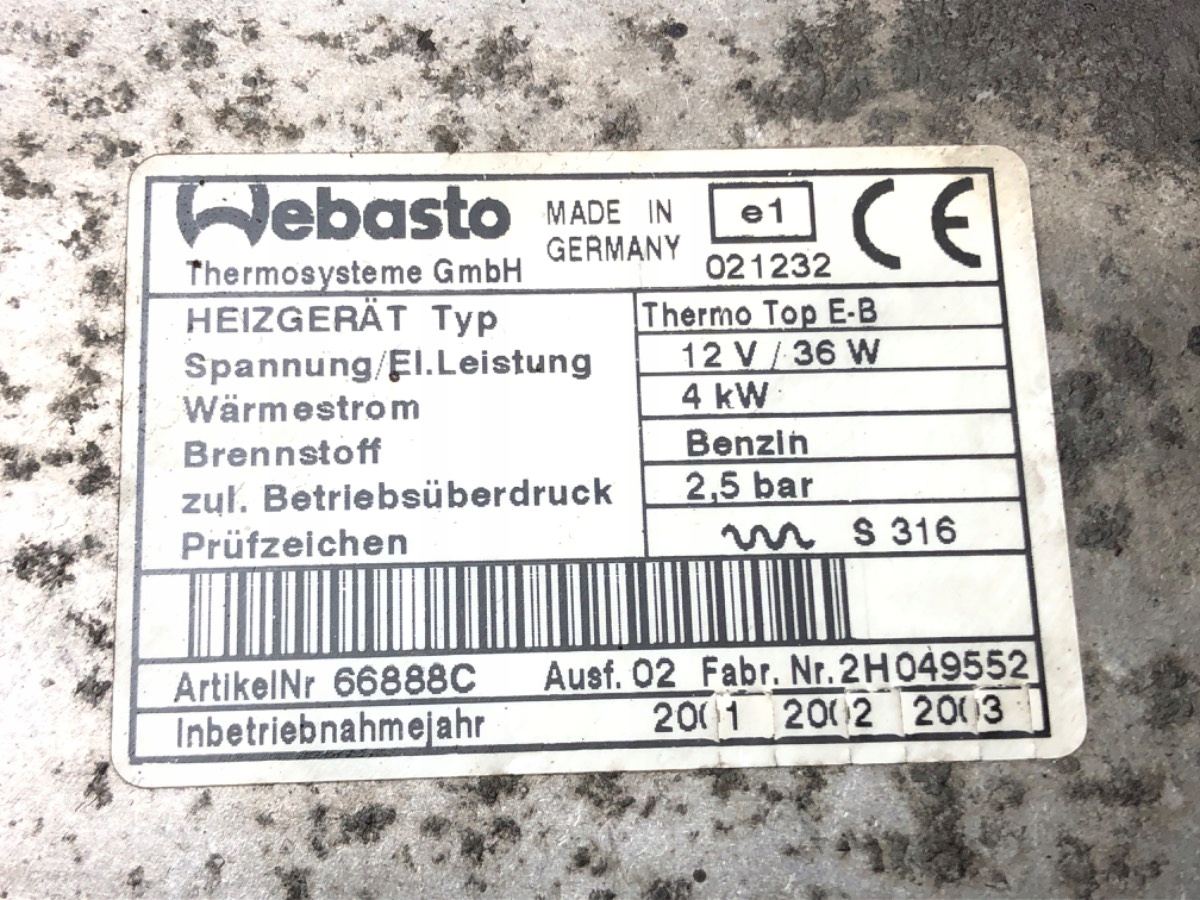 Webasto
Thermosysteme GmbH
MADE IN
GERMANY
e1
021232
CE
HEIZGERÄT Typ Thermo Top E-B
Spannung/El.Leistung 12 V / 36 W
Wärmestrom 4 kW
Brennstoff Benzin
zul. Betriebsüberdruck 2,5 bar
Prüfzeichen S 316
ArtikelNr 66888C Ausf. 02 Fabr. Nr. 2H049552
Inbetriebnahmejahr 2001 2002 2003